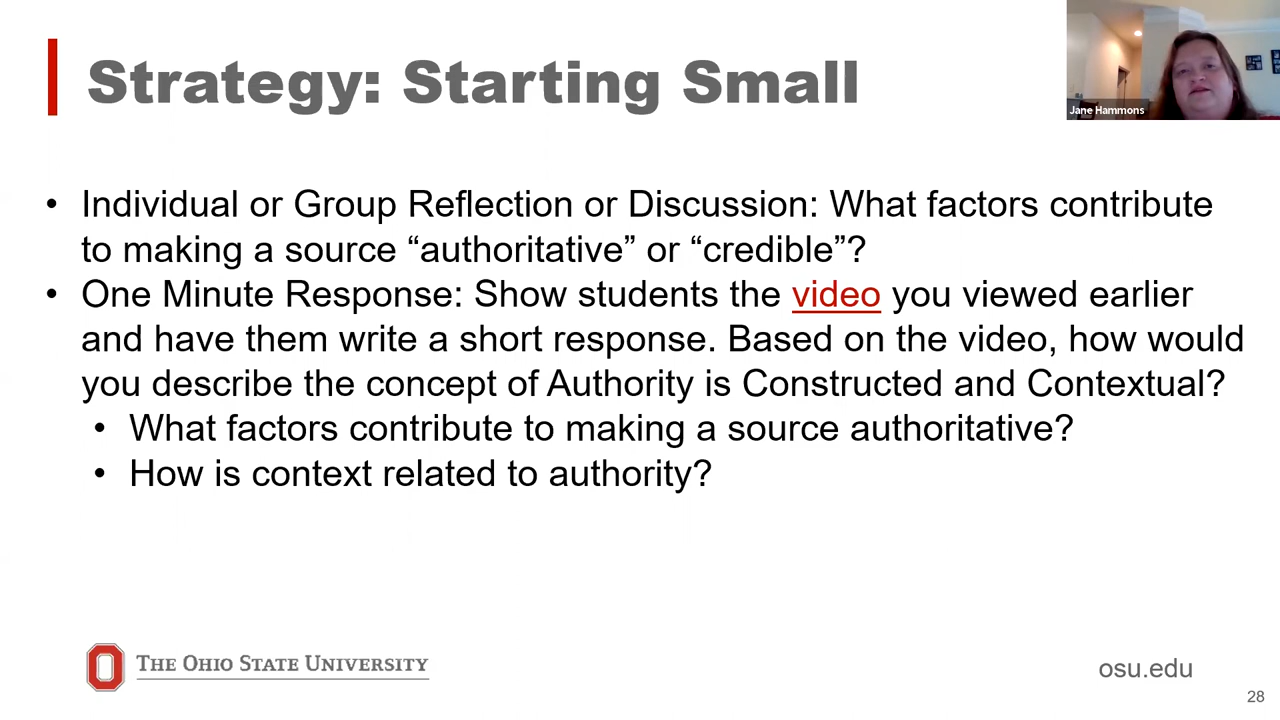 Strategy: Starting Small
Jane Hammons
• Individual or Group Reflection or Discussion: What factors contribute
to making a source “authoritative” or “credible”?
• One Minute Response: Show students the video you viewed earlier
and have them write a short response. Based on the video, how would
you describe the concept of Authority is Constructed and Contextual?
• What factors contribute to making a source authoritative?
• How is context related to authority?
THE OHIO STATE UNIVERSITY
osu.edu
28